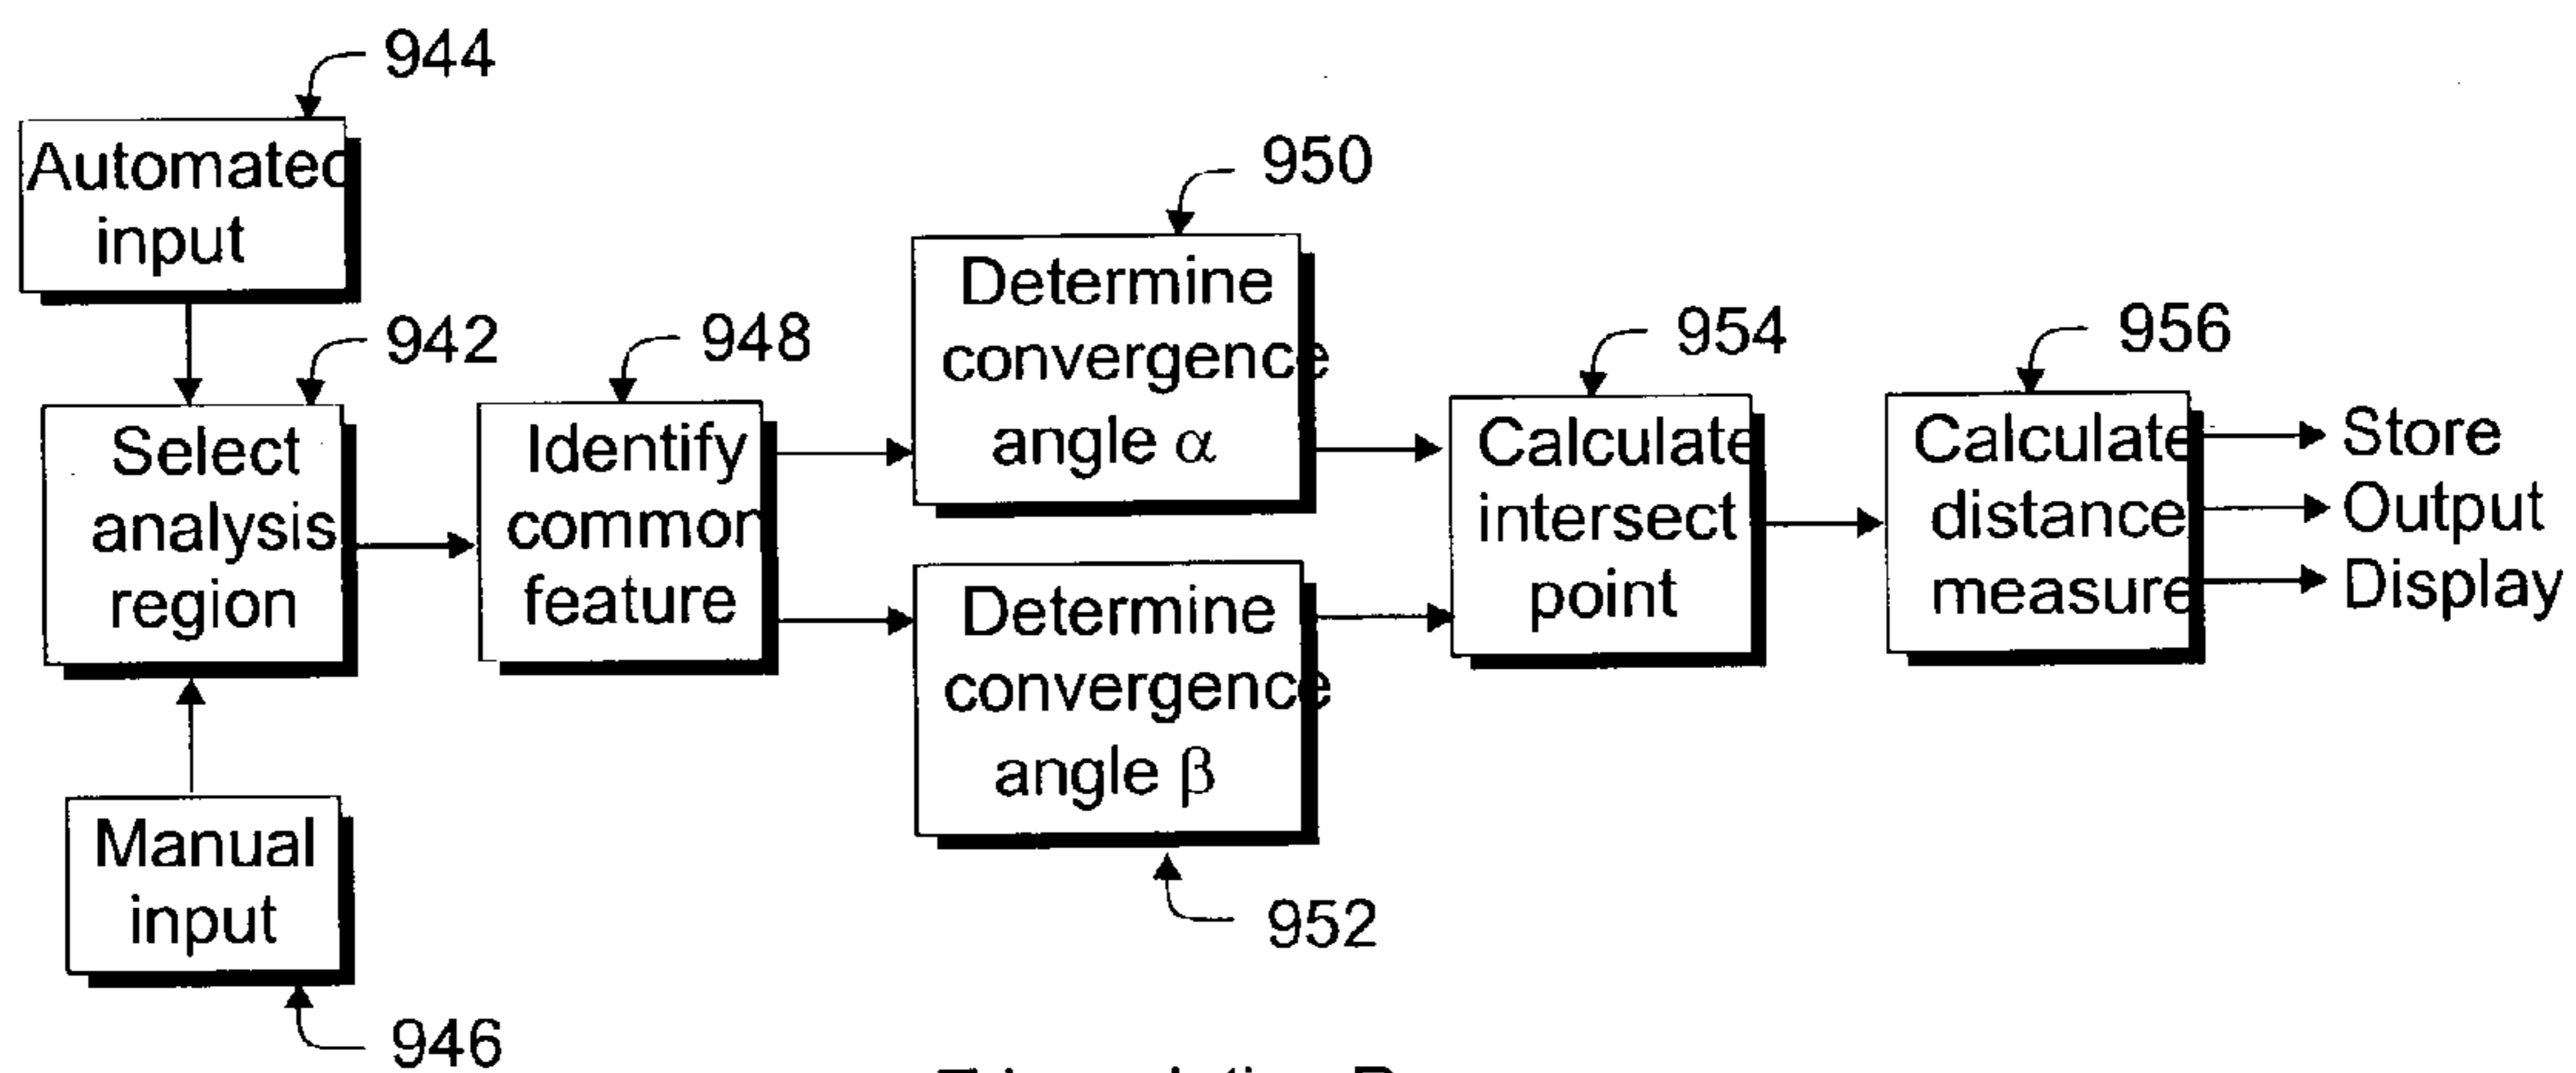 944
Automated
input
942
Select
analysis
region
Manual
input
946
948
Identify
common
feature
950
Determine
convergence
angle α
Determine
convergence
angle β
952
954
Calculate
intersect
point
956
Calculate
distance
measure
Store
Output
Display